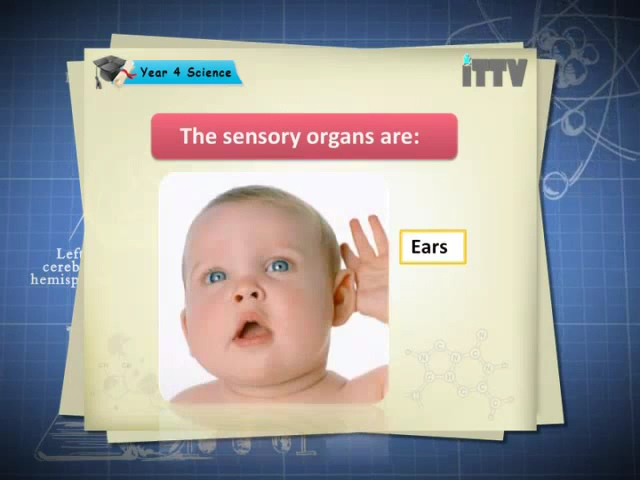 Year 4 Science
iTTV
The sensory organs are:
Ears
Left
cereb
hemisp